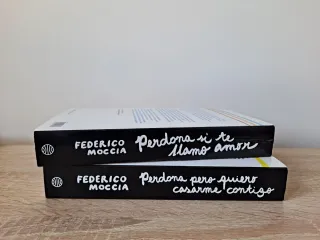 FEDERICO
MOCCIA
Perdona si te
llamo amor
FEDERICO
MOCCIA
Perdona pero quiero
casarme contigo